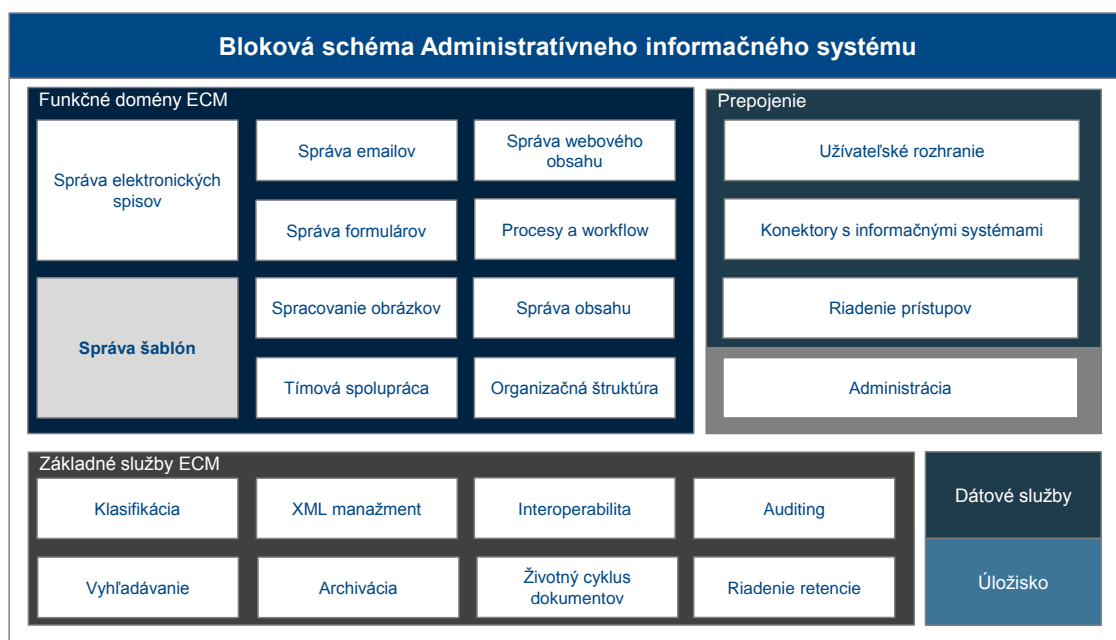 Bloková schéma Administratívneho informačného systému
Funkčné domény ECM
Správa elektronických
spisov
Správa emailov
Správa webového
obsahu
Správa formulárov
Procesy a workflow
Správa šablón
Spracovanie obrázkov
Správa obsahu
Tímová spolupráca
Organizačná štruktúra
Prepojenie
Užívateľské rozhranie
Konektory s informačnými systémami
Riadenie prístupov
Administrácia
Základné služby ECM
Klasifikácia
XML manažment
Interoperabilita
Auditing
Vyhľadávanie
Archivácia
Životný cyklus
dokumentov
Riadenie retencie
Dátové služby
Úložisko